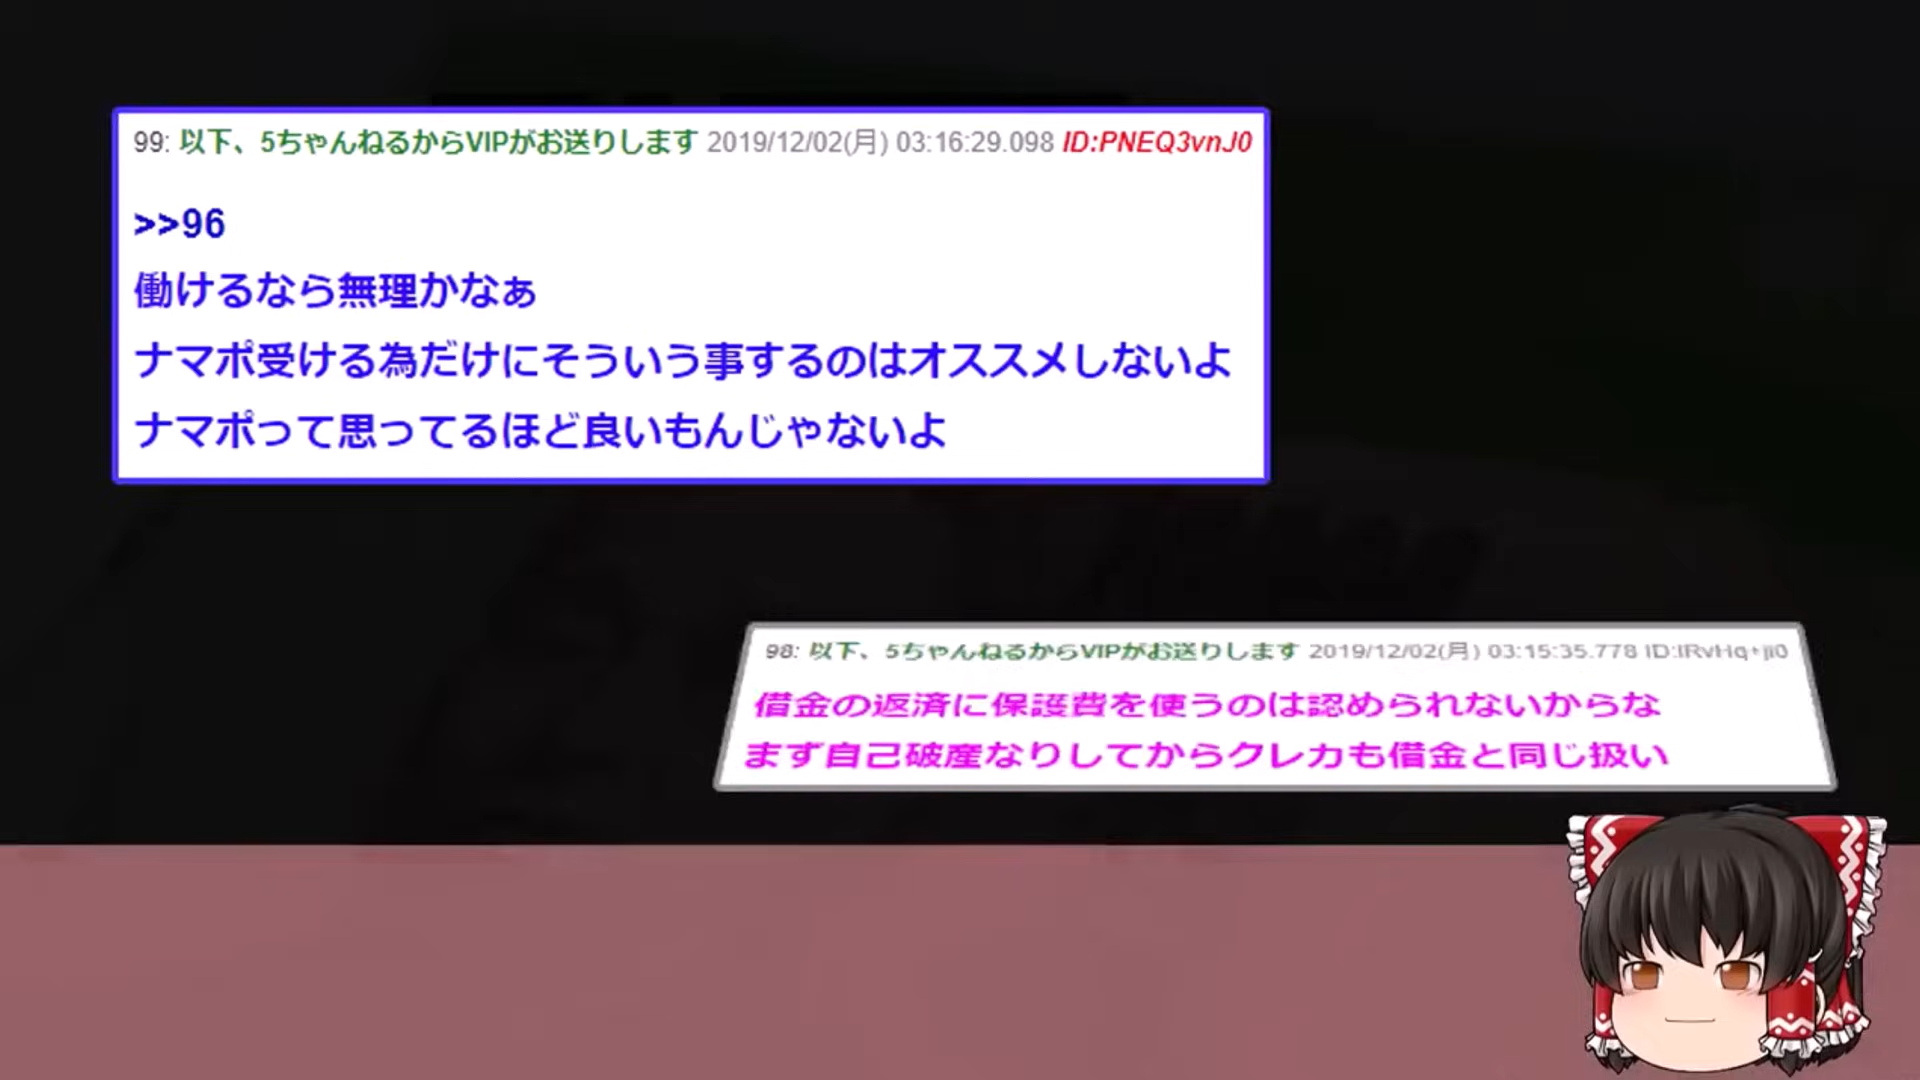 99: 以下、5ちゃんねるからVIPがお送りします 2019/12/02(月) 03:16:29.098 ID:PNEQ3vnJ0
>>96
働けるなら無理かなぁ
ナマポ受ける為だけにそういう事するのはオススメしないよ
ナマポって思ってるほど良いもんじゃないよ
98: 以下、5ちゃんねるからVIPがお送りします 2019/12/02(月) 03:15:35.778
借金の返済に保護費を使うのは認められないからな
まず自己破産なりしてからクレカも借金と同じ扱い